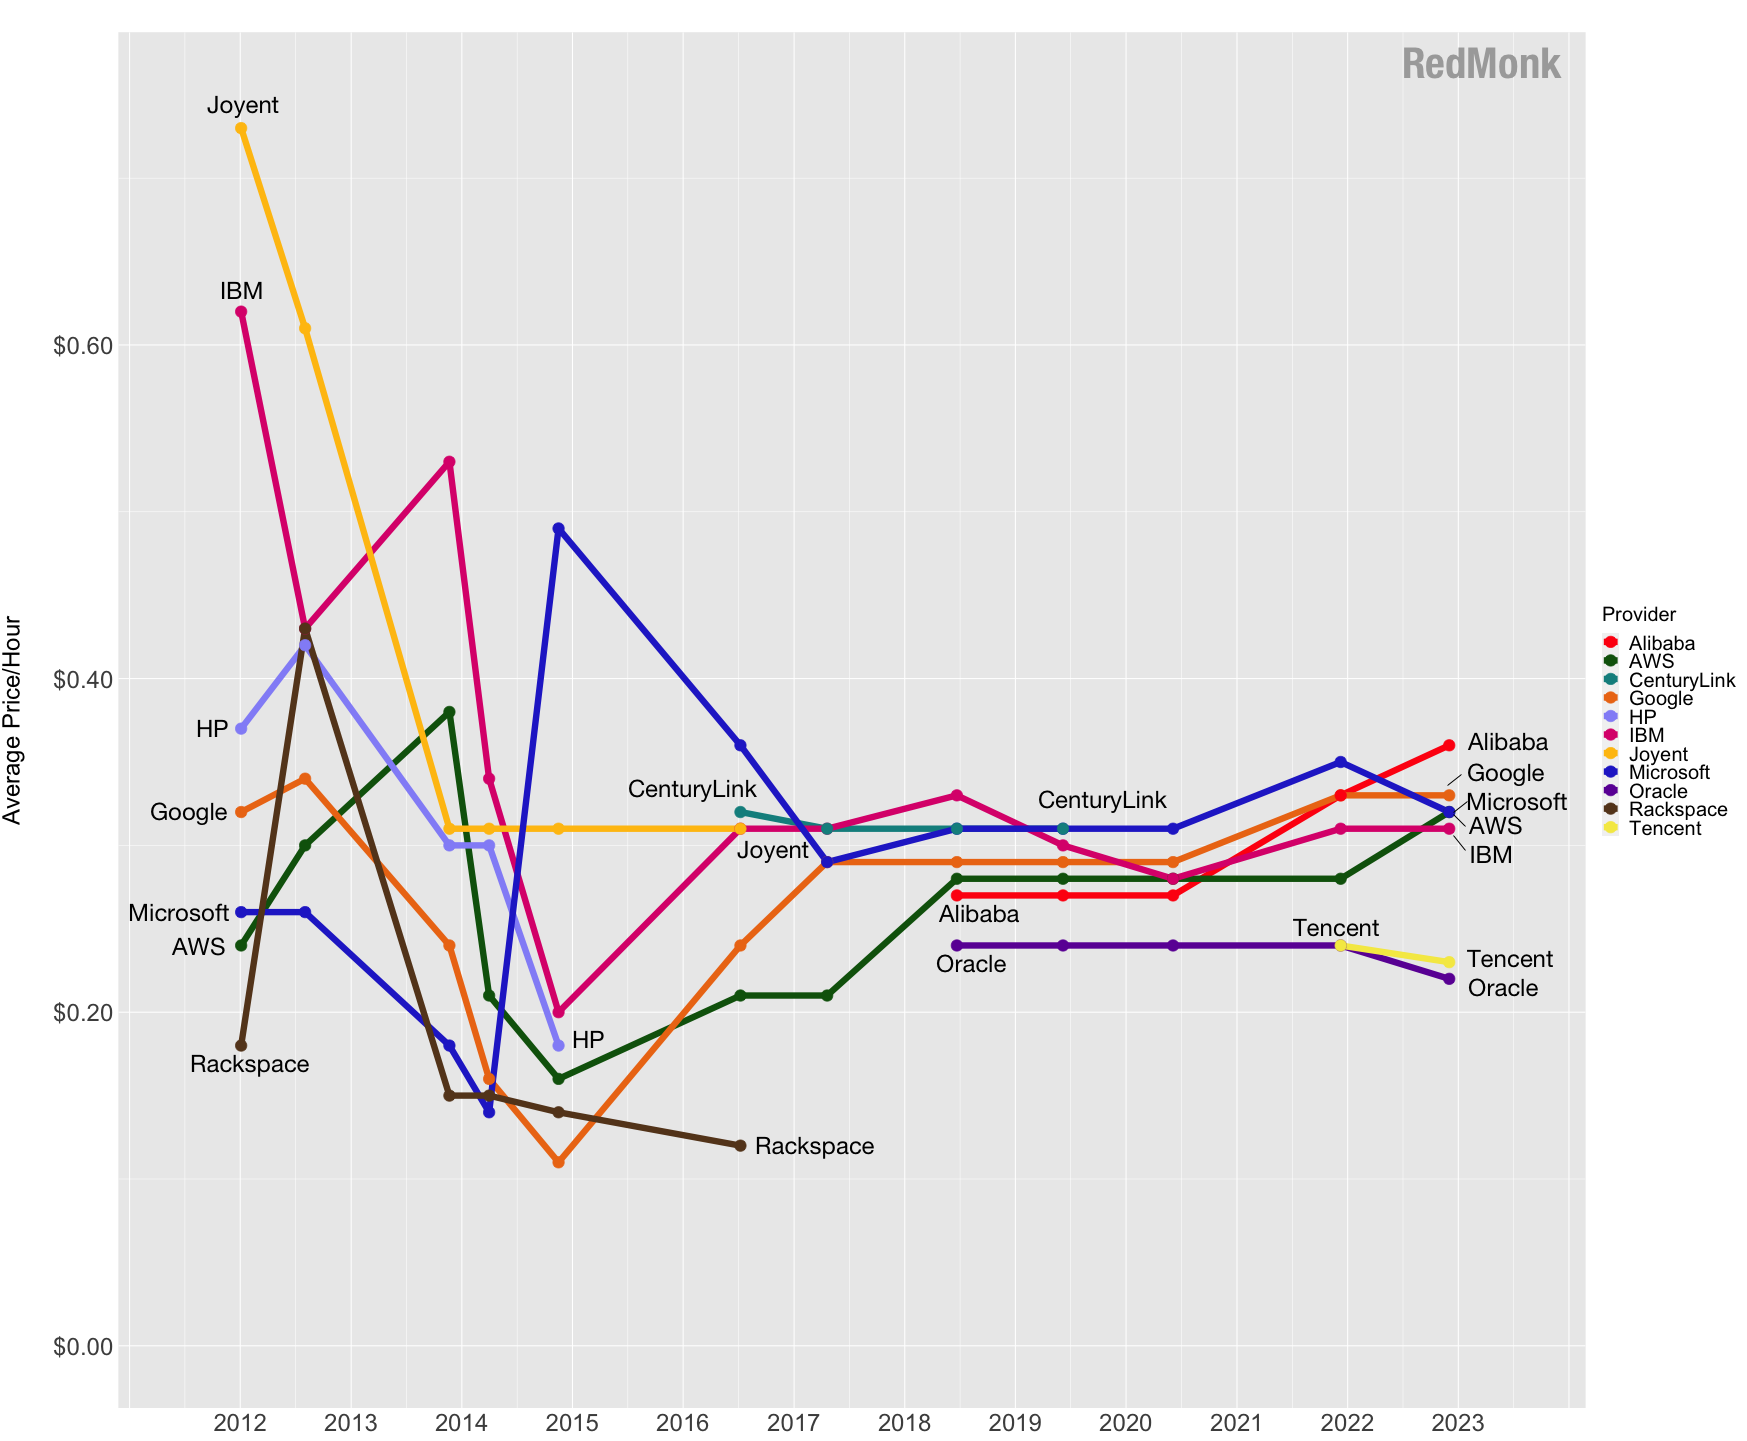 RedMonk
Joyent
IBM
$0.60
HP
$0.40
Google
CenturyLink
CenturyLink
Joyent
Microsoft
AWS
Alibaba
Google
Microsoft
AWS
IBM
Alibaba
Tencent
Oracle
Tencent
Oracle
$0.20
HP
Rackspace
Rackspace
$0.00
Average Price/Hour
2012 2013 2014 2015 2016 2017 2018 2019 2020 2021 2022 2023
Provider
Alibaba
AWS
CenturyLink
Google
HP
IBM
Joyent
Microsoft
Oracle
Rackspace
Tencent